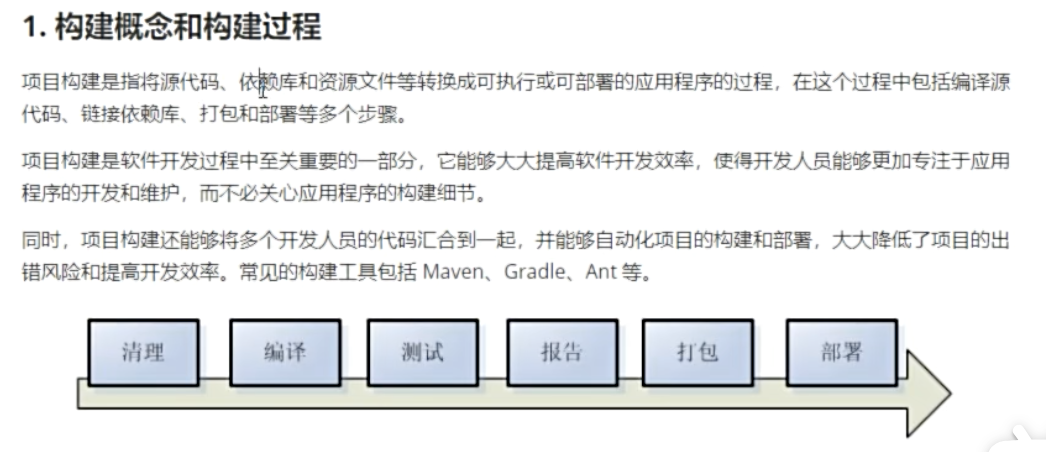 1. 构建概念和构建过程
项目构建是指将源代码、依赖库和资源文件等转换成可执行或可部署的应用程序的过程，在这个过程中包括编译源
代码、链接依赖库、打包和部署等多个步骤。
项目构建是软件开发过程中至关重要的一部分，它能够大大提高软件开发效率，使得开发人员能够更加专注于应用
程序的开发和维护，而不必关心应用程序的构建细节。
同时，项目构建还能够将多个开发人员的代码汇合到一起，并能够自动化项目的构建和部署，大大降低了项目的出
错风险和提高开发效率。常见的构建工具包括 Maven、Gradle、Ant 等。
清理 编译 测试 报告 打包 部署